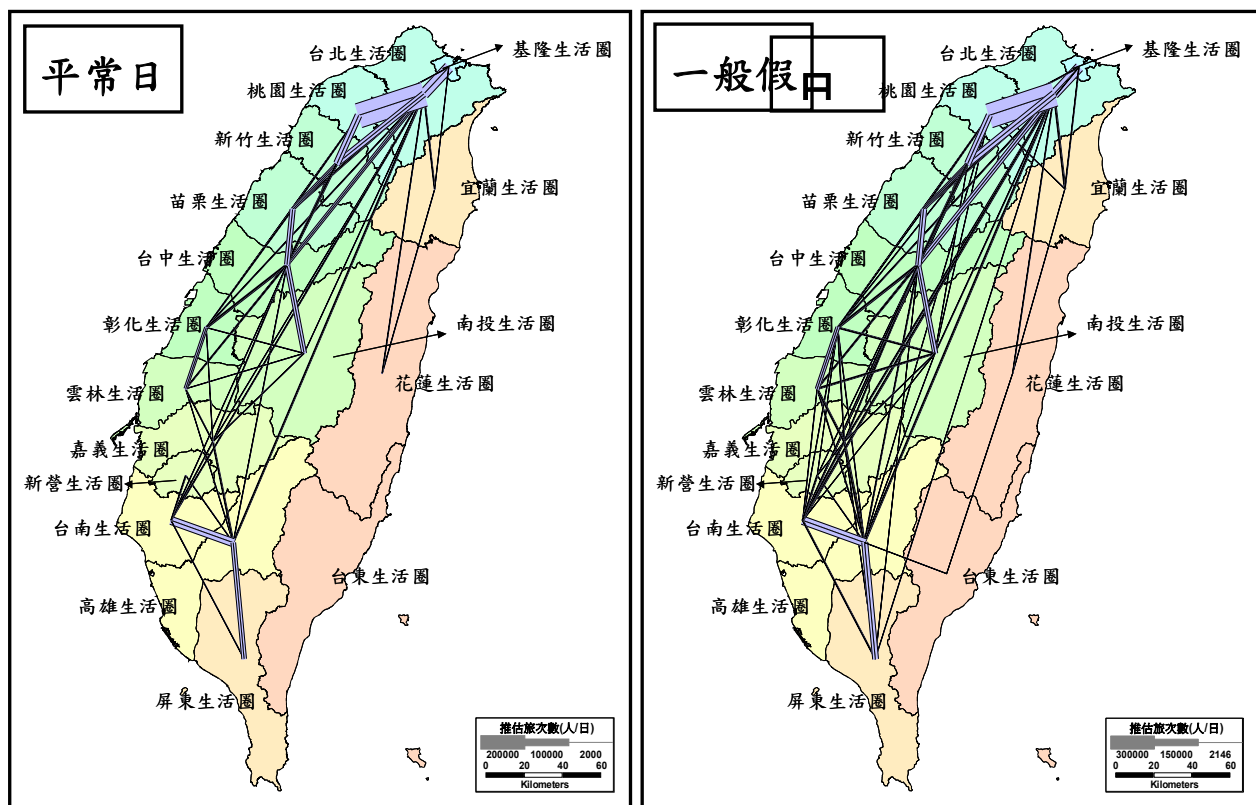 平常日
台北生活圈
基隆生活圈
桃園生活圈
新竹生活圈
宜蘭生活圈
苗栗生活圈
台中生活圈
彰化生活圈
南投生活圈
花蓮生活圈
雲林生活圈
嘉義生活圈
新營生活圈
台南生活圈
台東生活圈
高雄生活圈
屏東生活圈
推估旅次數(人/日)
200000 100000 2000
0 20 40 60
Kilometers
一般假日
台北生活圈
基隆生活圈
桃園生活圈
新竹生活圈
宜蘭生活圈
苗栗生活圈
台中生活圈
彰化生活圈
南投生活圈
花蓮生活圈
雲林生活圈
嘉義生活圈
新營生活圈
台南生活圈
台東生活圈
高雄生活圈
屏東生活圈
推估旅次數(人/日)
300000 150000 2146
0 20 40 60
Kilometers